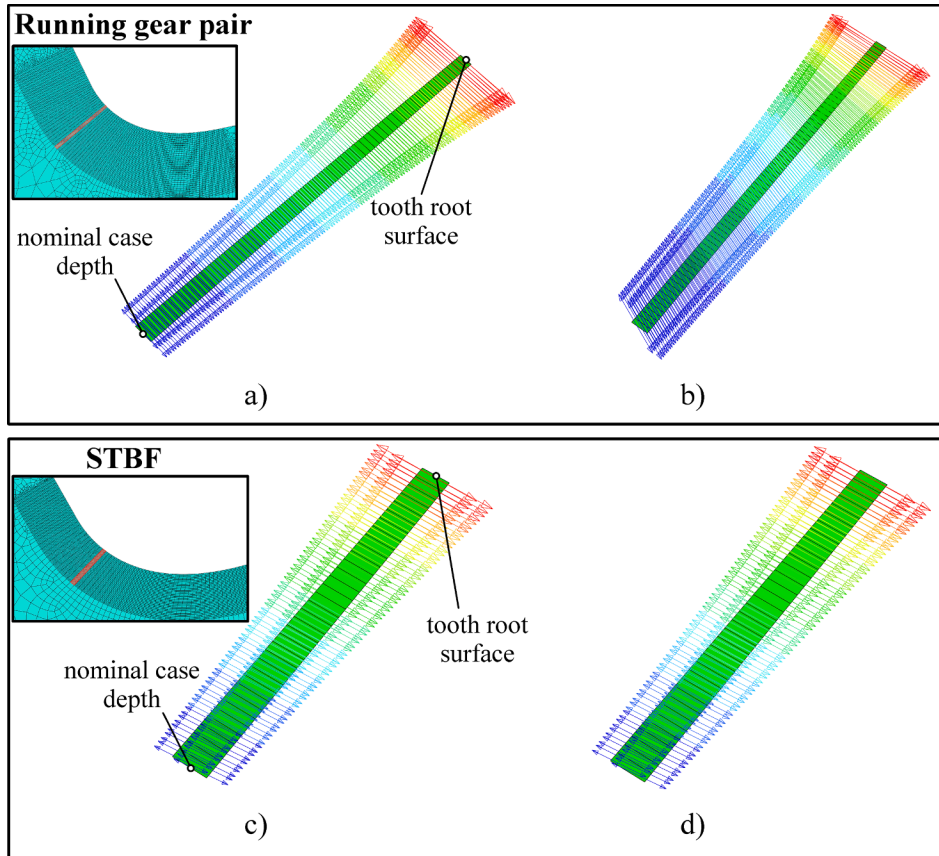 Running gear pair
tooth root
surface
nominal case
depth
a)
b)
STBF
tooth root
surface
nominal case
depth
c)
d)